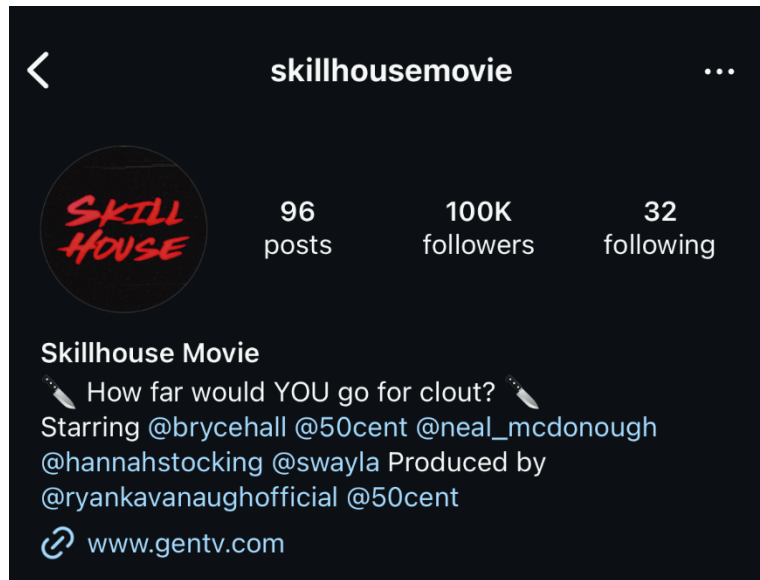 skillhousemovie
SKILL
HOUSE
96
posts
100K
followers
32
following
Skillhouse Movie
🔪 How far would YOU go for clout? 🔪
Starring @brycehall @50cent @neal_mcdonough
@hannahstocking @swayla Produced by
@ryankavanaughofficial @50cent
www.gentv.com